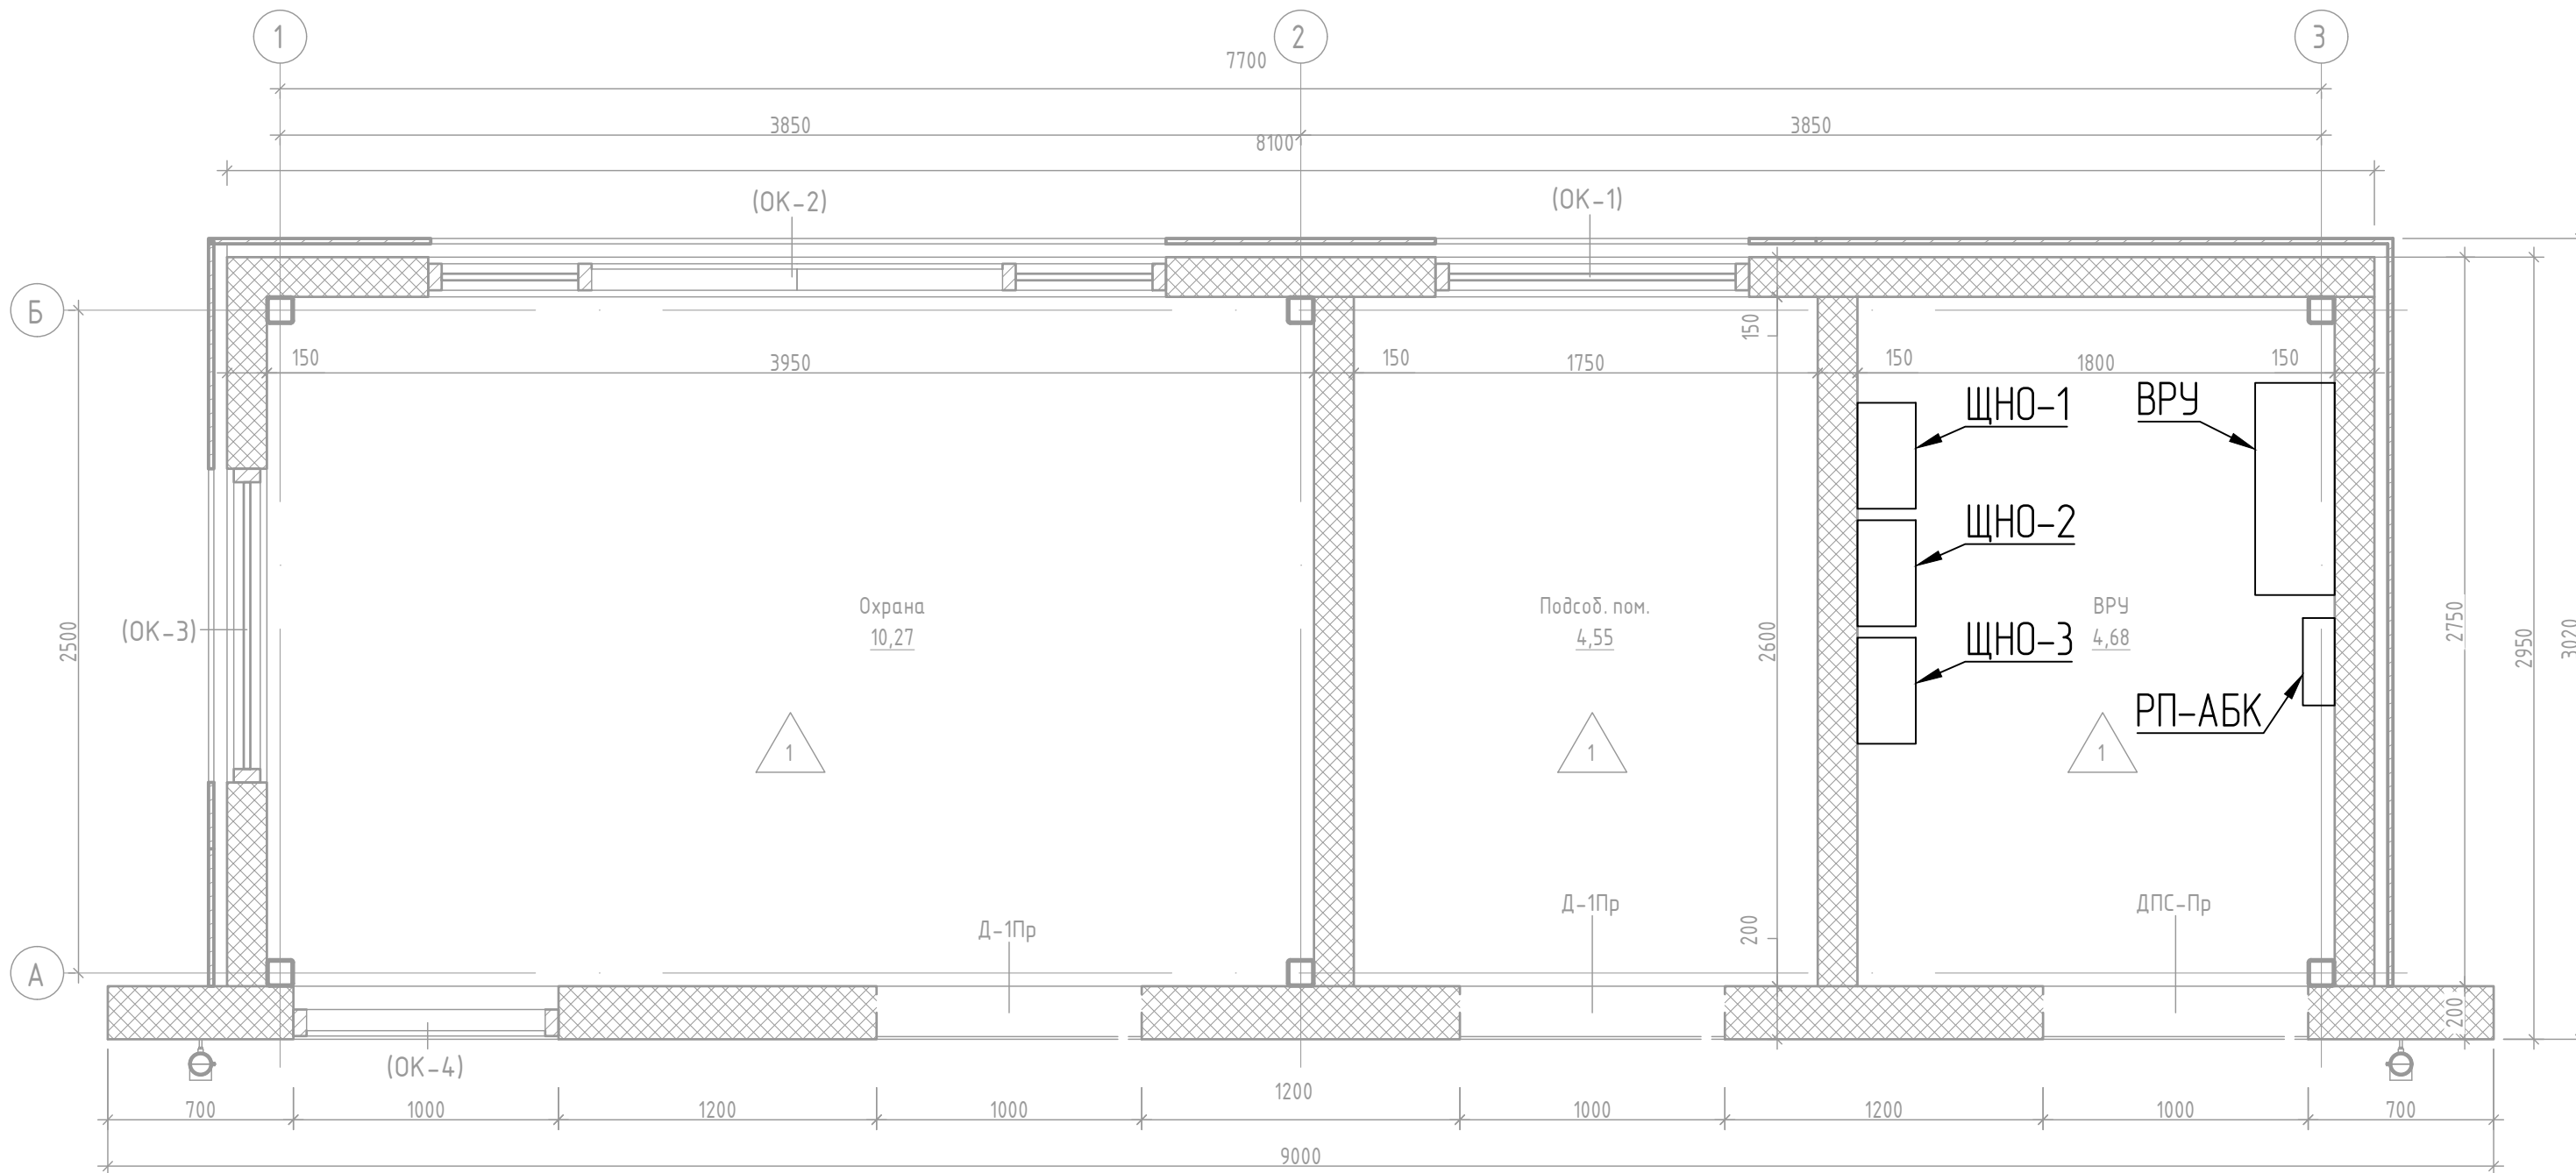 1
2
3
7700
3850
3850
8100
(ОК-2)
(ОК-1)
Б
150
3950
150
1750
150
150
1800
150
ЩНО-1
ВРУ
ЩНО-2
ЩНО-3
РП-АБК
Охрана
10,27
Подсоб. пом.
4,55
ВРУ
4,68
(ОК-3)
2500
2600
2750
2950
3020
1
1
1
Д-1Пр
Д-1Пр
ДПС-Пр
200
200
А
(ОК-4)
700
1000
1200
1000
1200
1000
1200
1000
700
9000